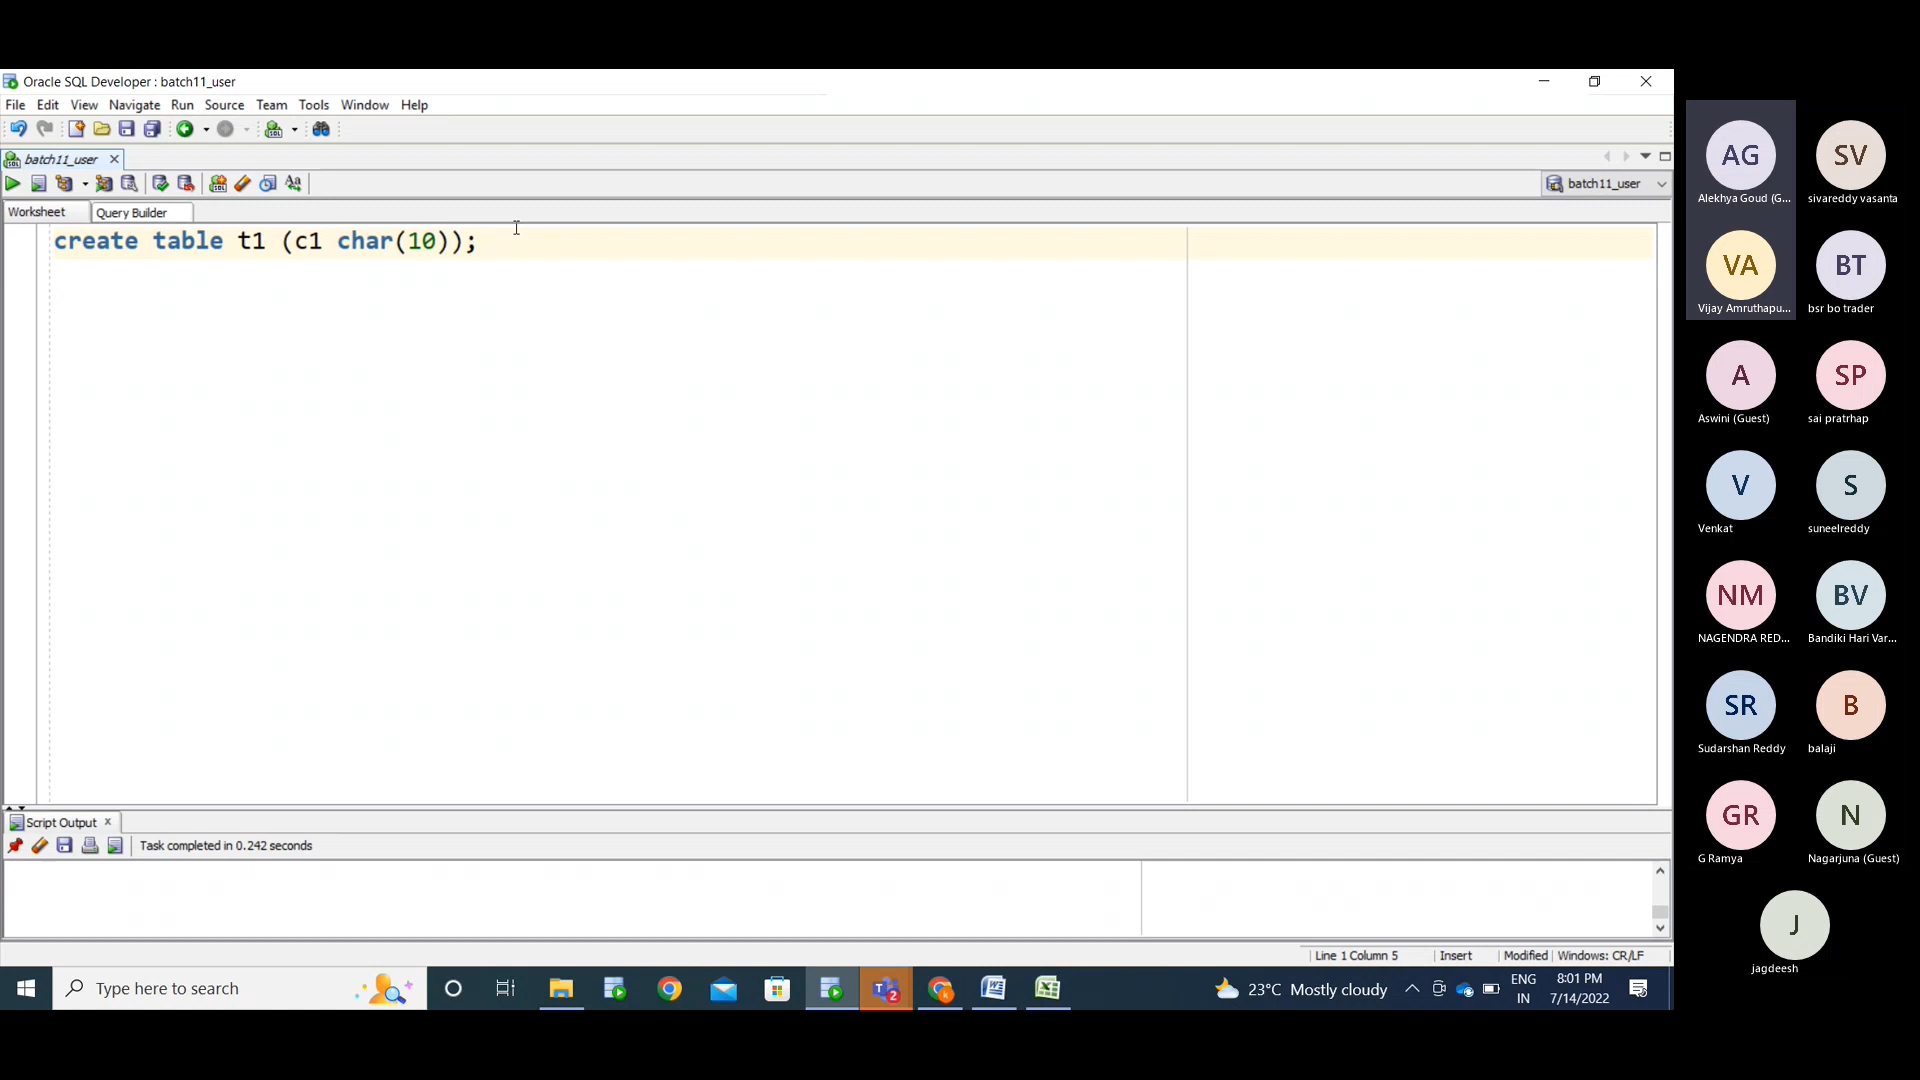 Oracle SQL Developer : batch11_user
File Edit View Navigate Run Source Team Tools Window Help
batch11_user
batch11_user
Worksheet Query Builder
create table t1 (c1 char(10));
Script Output
Task completed in 0.242 seconds
Line 1 Column 5 Insert Modified Windows: CR/LF
Type here to search
2
23°C Mostly cloudy
ENG
IN
8:01 PM
7/14/2022
AG
Alekhya Goud (G...
SV
sivareddy vasanta
VA
Vijay Amruthapu...
BT
bsr bo trader
A
Aswini (Guest)
SP
sai pratrhap
V
Venkat
S
suneelreddy
NM
NAGENDRA RED...
BV
Bandiki Hari Var...
SR
Sudarshan Reddy
B
balaji
GR
G Ramya
N
Nagarjuna (Guest)
J
jagdeesh